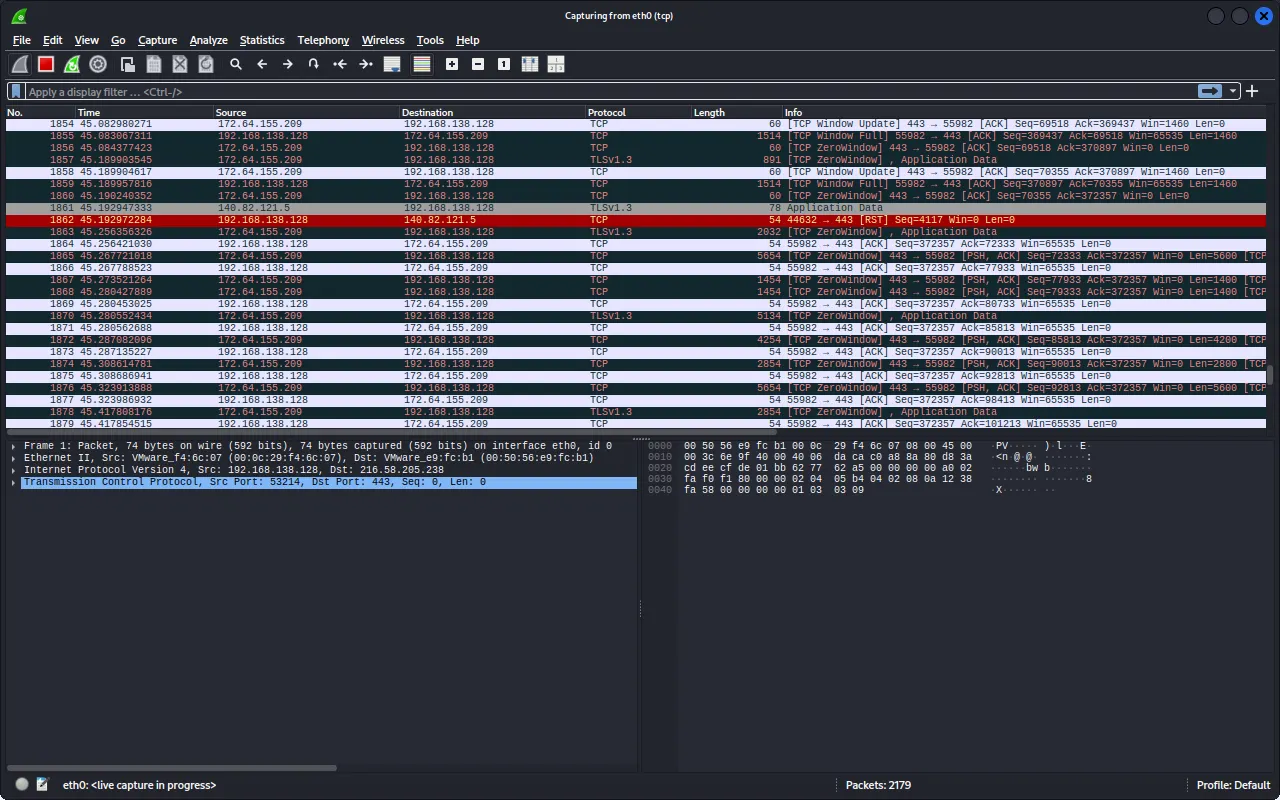 Capturing from eth0 (tcp)
File Edit View Go Capture Analyze Statistics Telephony Wireless Tools Help
Apply a display filter ... <Ctrl-/>
No. Time Source Destination Protocol Length Info
1854 45.082980271 172.64.155.209 192.168.138.128 TCP 60 [TCP Window Update] 443 → 55982 [ACK] Seq=69518 Ack=369437 Win=1460 Len=0
1855 45.083067311 192.168.138.128 172.64.155.209 TCP 1514 [TCP Window Full] 55982 → 443 [ACK] Seq=369437 Ack=69518 Win=65535 Len=1460
1856 45.084377423 172.64.155.209 192.168.138.128 TCP 60 [TCP ZeroWindow] 443 → 55982 [ACK] Seq=69518 Ack=370897 Win=0 Len=0
1857 45.189903545 172.64.155.209 192.168.138.128 TLSv1.3 891 [TCP ZeroWindow] , Application Data
1858 45.189904617 172.64.155.209 192.168.138.128 TCP 60 [TCP Window Update] 443 → 55982 [ACK] Seq=70355 Ack=370897 Win=1460 Len=0
1859 45.189957816 192.168.138.128 172.64.155.209 TCP 1514 [TCP Window Full] 55982 → 443 [ACK] Seq=370897 Ack=70355 Win=65535 Len=1460
1860 45.190240352 172.64.155.209 192.168.138.128 TCP 60 [TCP ZeroWindow] 443 → 55982 [ACK] Seq=70355 Ack=372357 Win=0 Len=0
1861 45.192947333 140.82.121.5 192.168.138.128 TLSv1.3 78 Application Data
1862 45.192972284 192.168.138.128 140.82.121.5 TCP 54 44632 → 443 [RST] Seq=4117 Win=0 Len=0
1863 45.256356326 172.64.155.209 192.168.138.128 TLSv1.3 2032 [TCP ZeroWindow] , Application Data
1864 45.256421030 192.168.138.128 172.64.155.209 TCP 54 55982 → 443 [ACK] Seq=372357 Ack=72333 Win=65535 Len=0
1865 45.267721018 172.64.155.209 192.168.138.128 TCP 5654 [TCP ZeroWindow] 443 → 55982 [PSH, ACK] Seq=72333 Ack=372357 Win=0 Len=5600 [TCP
1866 45.267788523 192.168.138.128 172.64.155.209 TCP 54 55982 → 443 [ACK] Seq=372357 Ack=77933 Win=65535 Len=0
1867 45.273521264 172.64.155.209 192.168.138.128 TCP 1454 [TCP ZeroWindow] 443 → 55982 [PSH, ACK] Seq=77933 Ack=372357 Win=0 Len=1400 [TCP
1868 45.280427889 172.64.155.209 192.168.138.128 TCP 1454 [TCP ZeroWindow] 443 → 55982 [PSH, ACK] Seq=79333 Ack=372357 Win=0 Len=1400 [TCP
1869 45.280453025 192.168.138.128 172.64.155.209 TCP 54 55982 → 443 [ACK] Seq=372357 Ack=80733 Win=65535 Len=0
1870 45.280552434 172.64.155.209 192.168.138.128 TLSv1.3 5134 [TCP ZeroWindow] , Application Data
1871 45.280562688 192.168.138.128 172.64.155.209 TCP 54 55982 → 443 [ACK] Seq=372357 Ack=85813 Win=65535 Len=0
1872 45.287082096 172.64.155.209 192.168.138.128 TCP 4254 [TCP ZeroWindow] 443 → 55982 [PSH, ACK] Seq=85813 Ack=372357 Win=0 Len=4200 [TCP
1873 45.287135227 192.168.138.128 172.64.155.209 TCP 54 55982 → 443 [ACK] Seq=372357 Ack=90013 Win=65535 Len=0
1874 45.308614781 172.64.155.209 192.168.138.128 TCP 2854 [TCP ZeroWindow] 443 → 55982 [PSH, ACK] Seq=90013 Ack=372357 Win=0 Len=2800 [TCP
1875 45.308686941 192.168.138.128 172.64.155.209 TCP 54 55982 → 443 [ACK] Seq=372357 Ack=92813 Win=65535 Len=0
1876 45.323913888 172.64.155.209 192.168.138.128 TCP 5654 [TCP ZeroWindow] 443 → 55982 [PSH, ACK] Seq=92813 Ack=372357 Win=0 Len=5600 [TCP
1877 45.323986932 192.168.138.128 172.64.155.209 TCP 54 55982 → 443 [ACK] Seq=372357 Ack=98413 Win=65535 Len=0
1878 45.417808176 172.64.155.209 192.168.138.128 TLSv1.3 2854 [TCP ZeroWindow] , Application Data
1879 45.417854515 192.168.138.128 172.64.155.209 TCP 54 55982 → 443 [ACK] Seq=372357 Ack=101213 Win=65535 Len=0
Frame 1: Packet, 74 bytes on wire (592 bits), 74 bytes captured (592 bits) on interface eth0, id 0
Ethernet II, Src: VMware_f4:6c:07 (00:0c:29:f4:6c:07), Dst: VMware_e9:fc:b1 (00:50:56:e9:fc:b1)
Internet Protocol Version 4, Src: 192.168.138.128, Dst: 216.58.205.238
Transmission Control Protocol, Src Port: 53214, Dst Port: 443, Seq: 0, Len: 0
0000 00 50 56 e9 fc b1 00 0c 29 f4 6c 07 08 00 45 00 ·PV····· )·l···E·
0010 00 3c 6e 9f 40 00 40 06 da ca c0 a8 8a 80 d8 3a ·<n·@·@· ·······:
0020 cd ee cf de 01 bb 62 77 62 a5 00 00 00 00 a0 02 ······bw b·······
0030 fa f0 f1 80 00 00 02 04 05 b4 04 02 08 0a 12 38 ········ ·······8
0040 fa 58 00 00 00 00 01 03 03 09 ·X······ ··
eth0: <live capture in progress>
Packets: 2179
Profile: Default